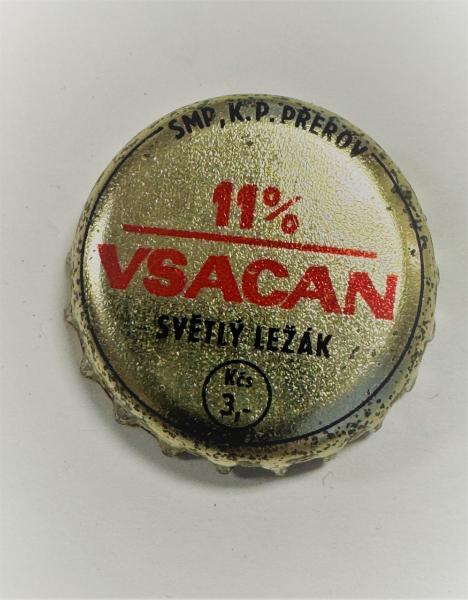 SMP, K.P. PŘEROV
11%
VSACAN
SVĚTLÝ LEŽÁK
Kčs
3,-